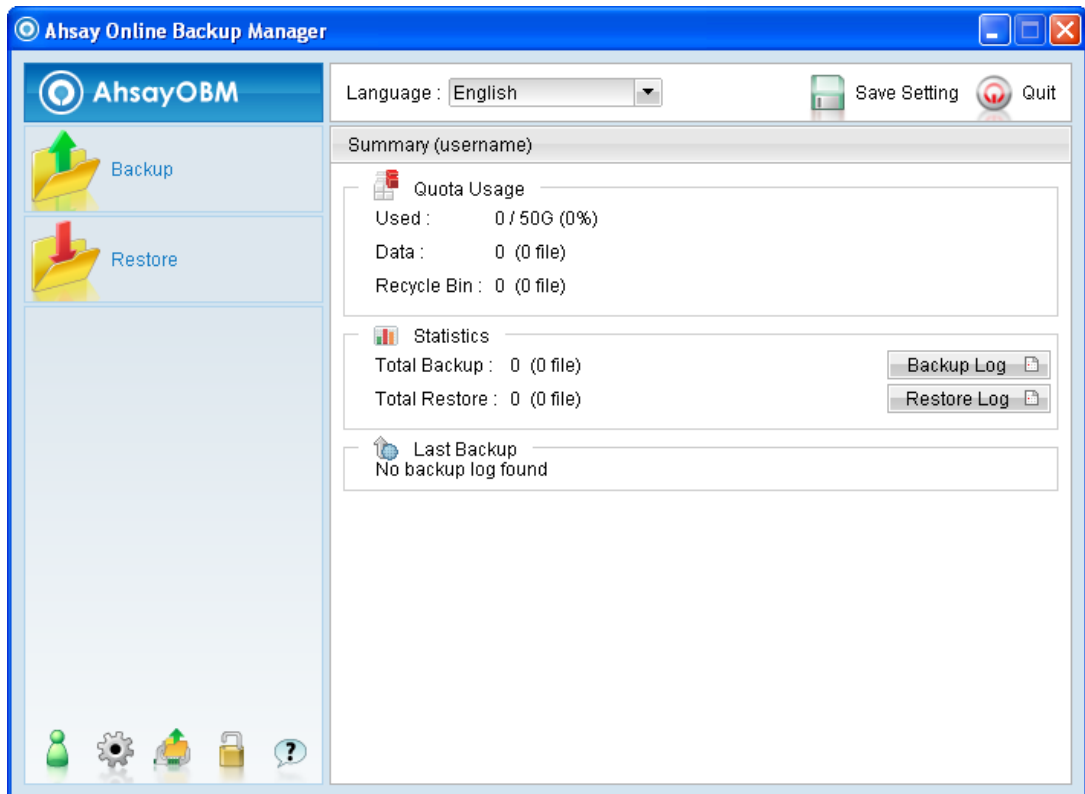 Ahsay Online Backup Manager
AhsayOBM
Language : English Save Setting Quit
Backup
Restore
Summary (username)
Quota Usage
Used : 0 / 50G (0%)
Data : 0 (0 file)
Recycle Bin : 0 (0 file)
Statistics
Total Backup : 0 (0 file) Backup Log
Total Restore : 0 (0 file) Restore Log
Last Backup
No backup log found
?